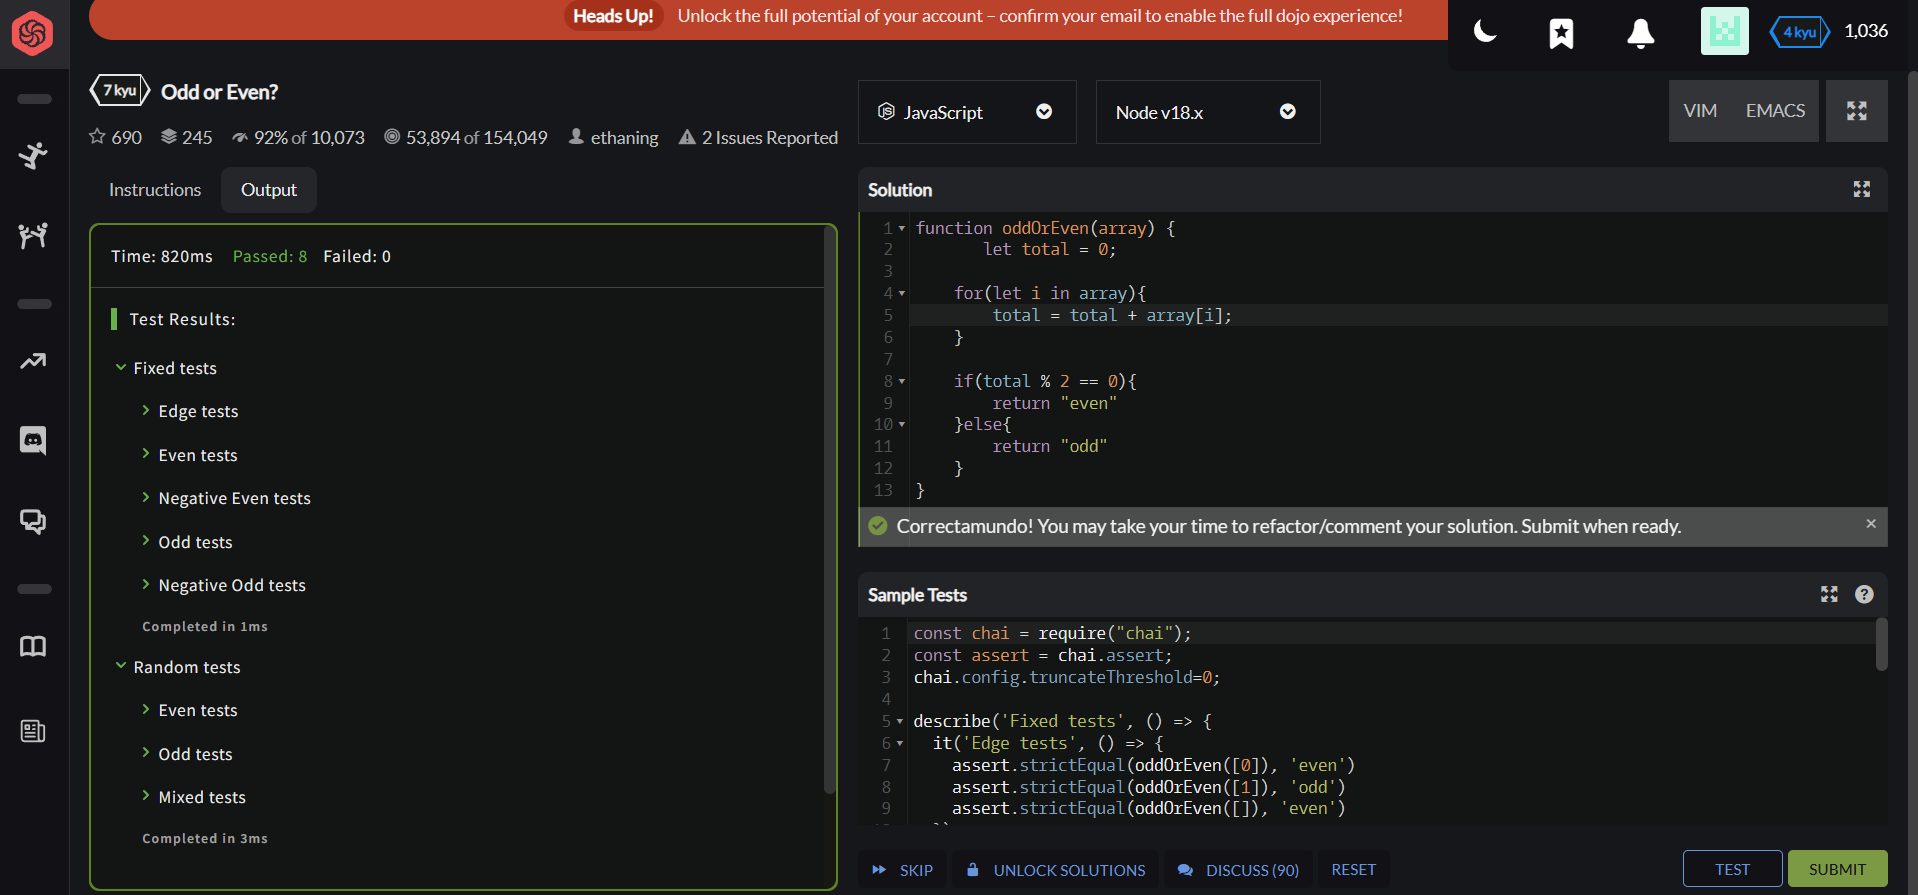 Heads Up! Unlock the full potential of your account – confirm your email to enable the full dojo experience!
4 kyu 1,036
7 kyu Odd or Even?
690 245 92% of 10,073 53,894 of 154,049 ethaning 2 Issues Reported
Instructions Output
Time: 820ms Passed: 8 Failed: 0
Test Results:
Fixed tests
Edge tests
Even tests
Negative Even tests
Odd tests
Negative Odd tests
Completed in 1ms
Random tests
Even tests
Odd tests
Mixed tests
Completed in 3ms
JavaScript Node v18.x VIM EMACS
Solution
1 function oddOrEven(array) {
2 let total = 0;
3
4 for(let i in array){
5 total = total + array[i];
6 }
7
8 if(total % 2 == 0){
9 return "even"
10 }else{
11 return "odd"
12 }
13 }
Correctamundo! You may take your time to refactor/comment your solution. Submit when ready.
Sample Tests
1 const chai = require("chai");
2 const assert = chai.assert;
3 chai.config.truncateThreshold=0;
4
5 describe('Fixed tests', () => {
6 it('Edge tests', () => {
7 assert.strictEqual(oddOrEven([0]), 'even')
8 assert.strictEqual(oddOrEven([1]), 'odd')
9 assert.strictEqual(oddOrEven([]), 'even')
SKIP UNLOCK SOLUTIONS DISCUSS (90) RESET TEST SUBMIT